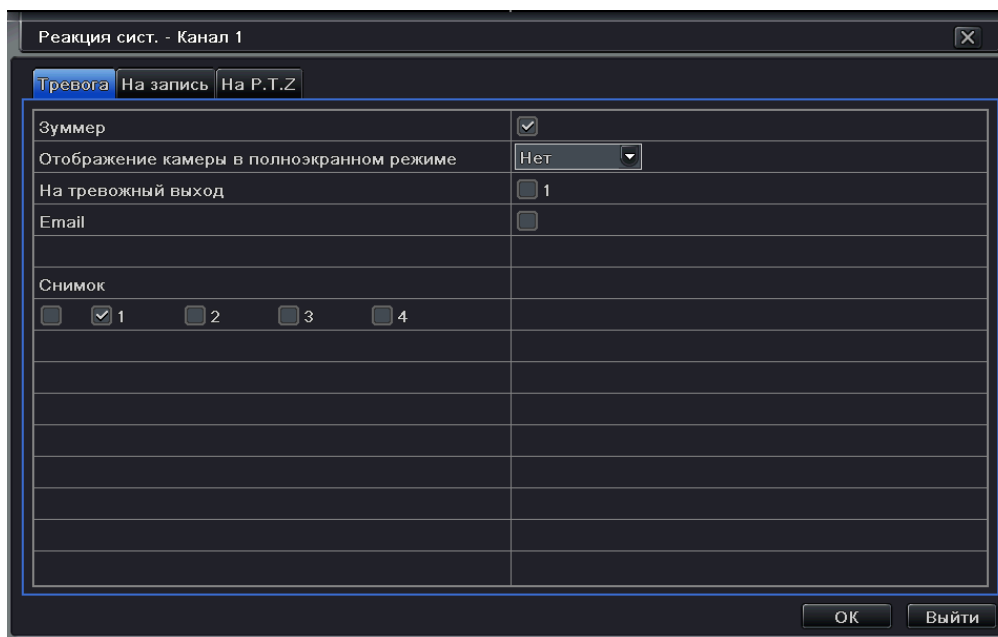 Реакция сист. - Канал 1
Тревога На запись На P.T.Z
Зуммер
Отображение камеры в полноэкранном режиме Нет
На тревожный выход 1
Email
Снимок
1 2 3 4
OK Выйти